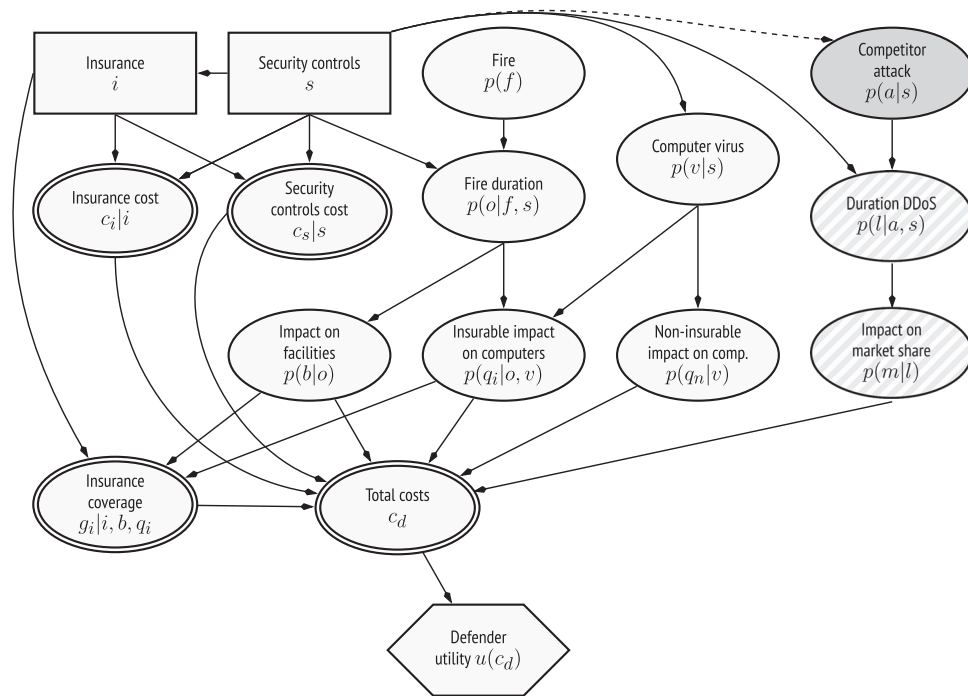 Insurance
i
Security controls
s
Fire
p(f)
Competitor
attack
p(a|s)
Computer virus
p(v|s)
Insurance cost
c_i|i
Security
controls cost
c_s|s
Fire duration
p(o|f, s)
Duration DDoS
p(l|a, s)
Impact on
facilities
p(b|o)
Insurable impact
on computers
p(q_i|o, v)
Non-insurable
impact on comp.
p(q_n|v)
Impact on
market share
p(m|l)
Insurance
coverage
g_i|i, b, q_i
Total costs
c_d
Defender
utility u(c_d)